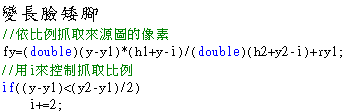 變長臉矮腳
//依比例抓取來源圖的像素
fy=(double)(y-y1)*(h1+y-i)/(double)(h2+y2-i)+ry1;
//用i來控制抓取比例
if((y-y1)<(y2-y1)/2)
i+=2;